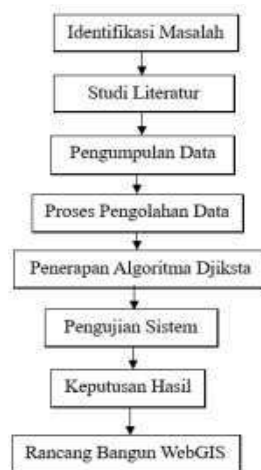 Identifikasi Masalah
Studi Literatur
Pengumpulan Data
Proses Pengolahan Data
Penerapan Algoritma Djiksta
Pengujian Sistem
Keputusan Hasil
Rancang Bangun WebGIS